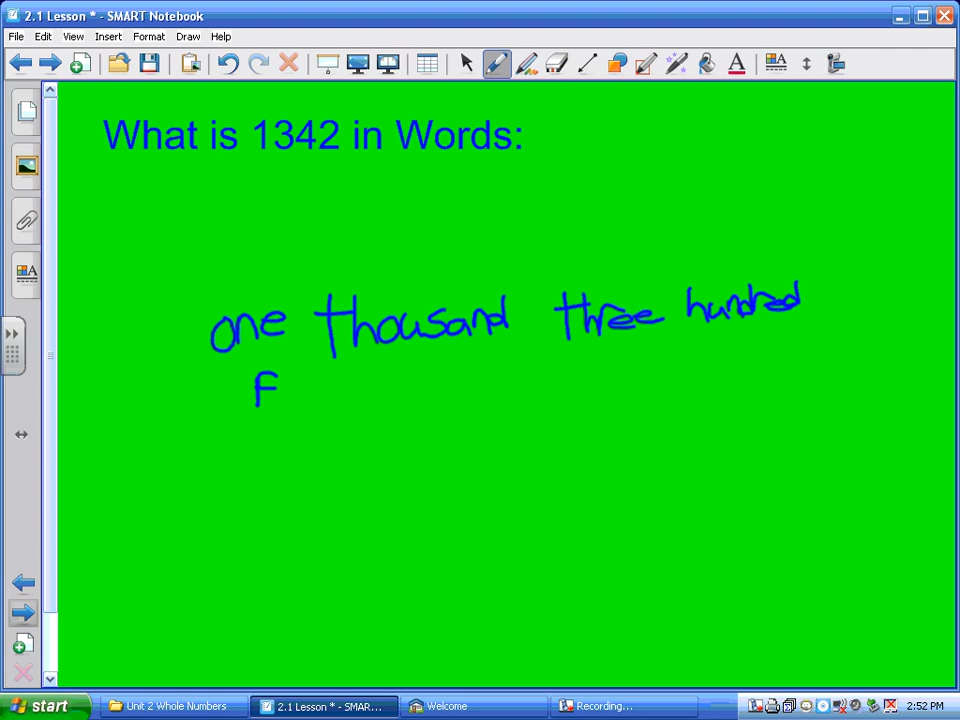 2.1 Lesson * - SMART Notebook
File Edit View Insert Format Draw Help
What is 1342 in Words:
one thousand three hundred
F
start Unit 2 Whole Numbers 2.1 Lesson * - SMAR... Welcome Recording... 2:52 PM